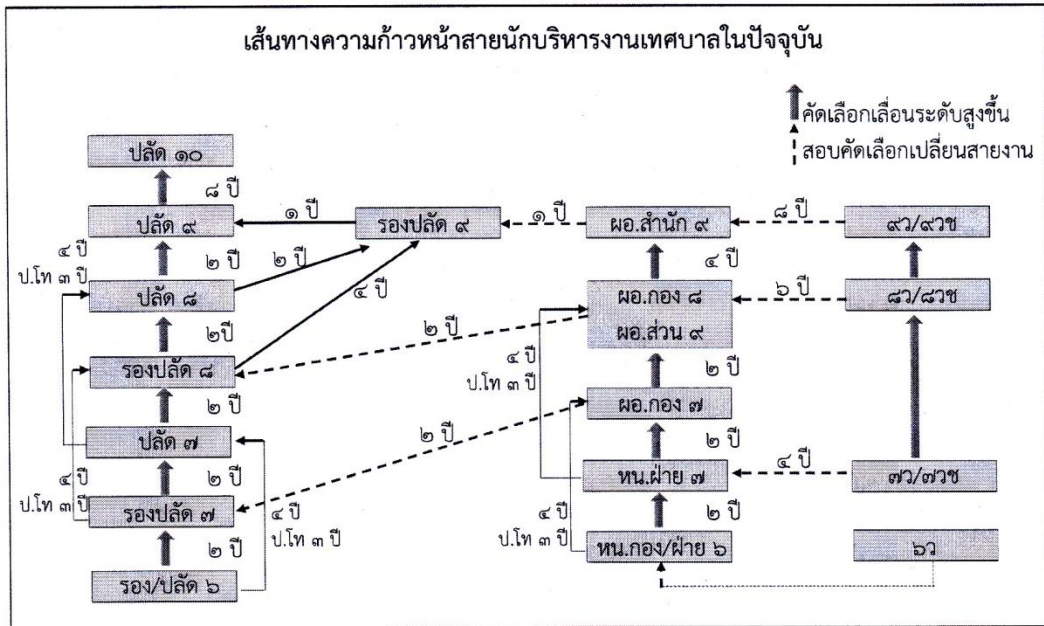 เส้นทางความก้าวหน้าสายนักบริหารงานเทศบาลในปัจจุบัน
คัดเลือกเลื่อนระดับสูงขึ้น
สอบคัดเลือกเปลี่ยนสายงาน
ปลัด ๑๐
๘ ปี
ปลัด ๙
๑ ปี
รองปลัด ๙
๑ ปี
ผอ.สำนัก ๙
๘ ปี
๙ว/๙วช
๔ ปี
ป.โท ๓ ปี
๒ ปี
๒ ปี
๔ ปี
ปลัด ๘
๔ ปี
ผอ.กอง ๘
ผอ.ส่วน ๙
๖ ปี
๘ว/๘วช
๒ปี
๒ ปี
รองปลัด ๘
๔ ปี
ป.โท ๓ ปี
๒ ปี
๒ ปี
ผอ.กอง ๗
ปลัด ๗
๒ ปี
๒ ปี
๔ ปี
ป.โท ๓ ปี
๒ ปี
หน.ฝ่าย ๗
๔ ปี
๗ว/๗วช
รองปลัด ๗
๔ ปี
ป.โท ๓ ปี
๒ ปี
๔ ปี
ป.โท ๓ ปี
๒ ปี
หน.กอง/ฝ่าย ๖
๖ว
รอง/ปลัด ๖